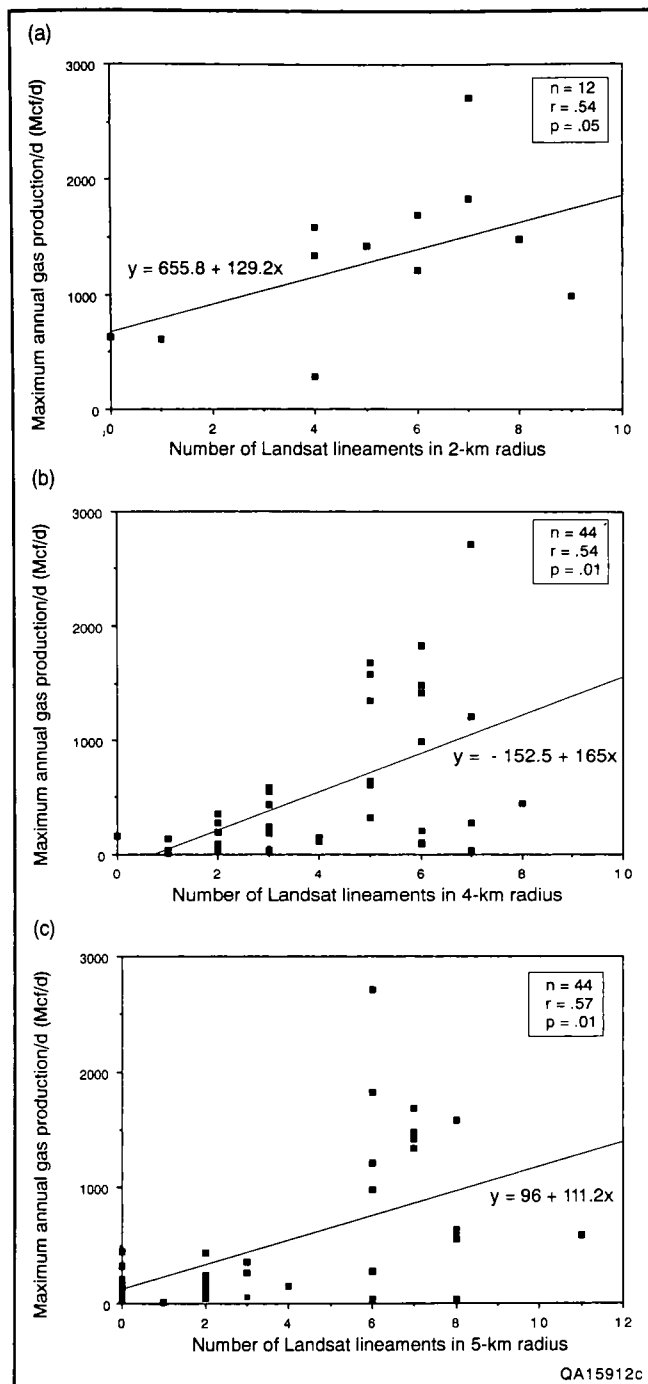 (a)
3000
2000
1000
0
Maximum annual gas production/d (Mcf/d)
n = 12
r = .54
p = .05
y = 655.8 + 129.2x
0 2 4 6 8 10
Number of Landsat lineaments in 2-km radius
(b)
3000
2000
1000
0
Maximum annual gas production/d (Mcf/d)
n = 44
r = .54
p = .01
y = - 152.5 + 165x
0 2 4 6 8 10
Number of Landsat lineaments in 4-km radius
(c)
3000
2000
1000
0
Maximum annual gas production/d (Mcf/d)
n = 44
r = .57
p = .01
y = 96 + 111.2x
0 2 4 6 8 10 12
Number of Landsat lineaments in 5-km radius
QA15912c